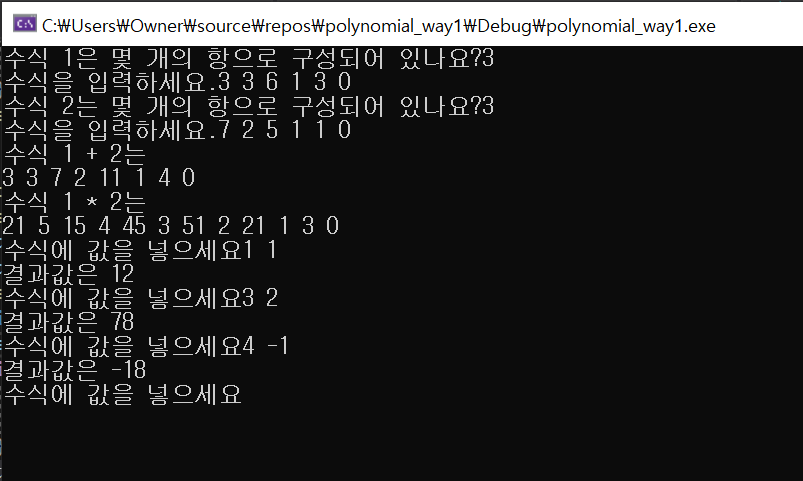 C:₩Users₩Owner₩source₩repos₩polynomial_way1₩Debug₩polynomial_way1.exe
수식 1은 몇 개의 항으로 구성되어 있나요?3
수식을 입력하세요.3 3 6 1 3 0
수식 2는 몇 개의 항으로 구성되어 있나요?3
수식을 입력하세요.7 2 5 1 1 0
수식 1 + 2는
3 3 7 2 11 1 4 0
수식 1 * 2는
21 5 15 4 45 3 51 2 21 1 3 0
수식에 값을 넣으세요1 1
결과값은 12
수식에 값을 넣으세요3 2
결과값은 78
수식에 값을 넣으세요4 -1
결과값은 -18
수식에 값을 넣으세요